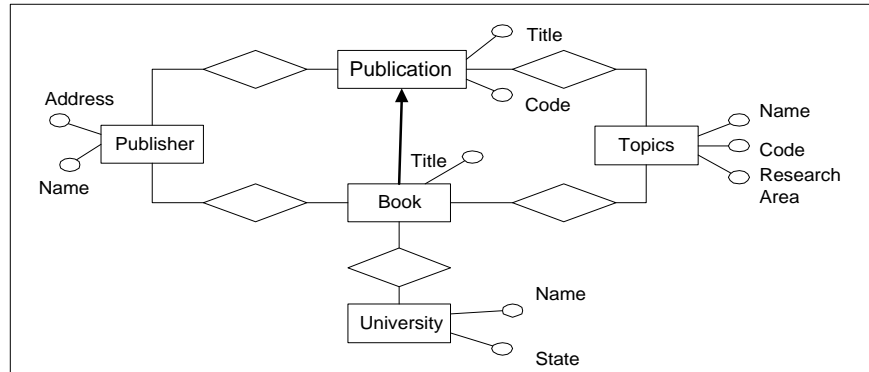 Title
Publication
Address
Code
Name
Publisher
Topics
Title
Code
Name
Research
Area
Book
Name
University
State